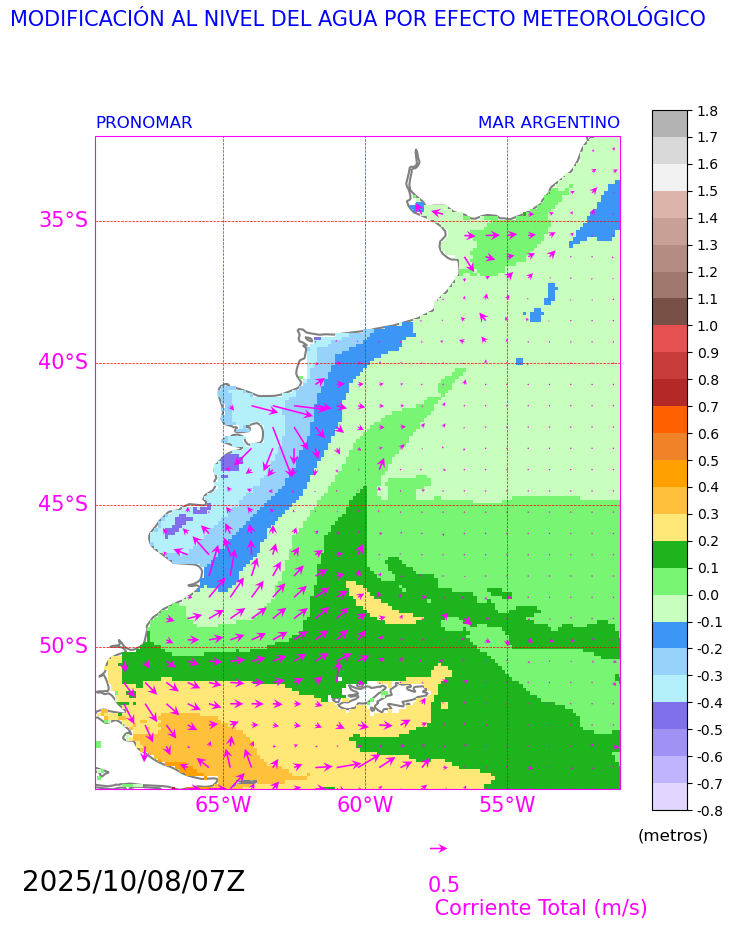 MODIFICACIÓN AL NIVEL DEL AGUA POR EFECTO METEOROLÓGICO
PRONOMAR
MAR ARGENTINO
35°S
40°S
45°S
50°S
65°W
60°W
55°W
1.8
1.7
1.6
1.5
1.4
1.3
1.2
1.1
1.0
0.9
0.8
0.7
0.6
0.5
0.4
0.3
0.2
0.1
0.0
-0.1
-0.2
-0.3
-0.4
-0.5
-0.6
-0.7
-0.8
(metros)
2025/10/08/07Z
0.5
Corriente Total (m/s)